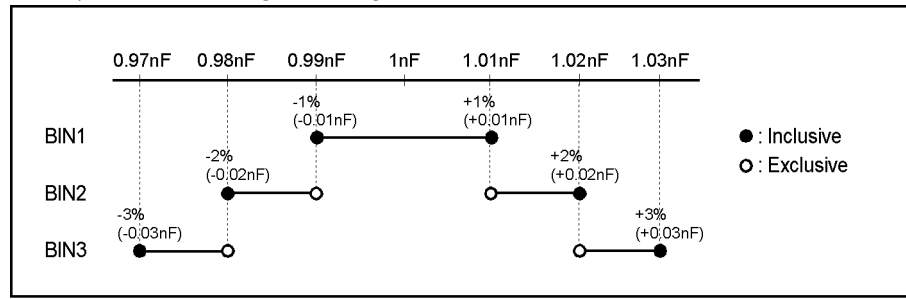 0.97nF 0.98nF 0.99nF 1nF 1.01nF 1.02nF 1.03nF
-1% +1%
(-0.01nF) (+0.01nF)
BIN1
● : Inclusive
-2% +2%
(-0.02nF) (+0.02nF)
○ : Exclusive
BIN2
-3% +3%
(-0.03nF) (+0.03nF)
BIN3